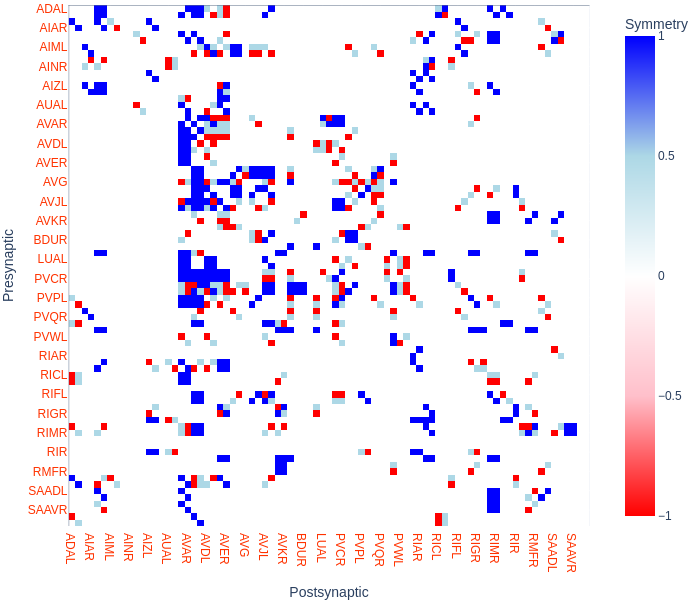 Symmetry
ADAL
AIAR
AIML
AINR
AIZL
AUAL
AVAR
AVDL
AVER
AVG
AVJL
AVKR
BDUR
LUAL
PVCR
PVPL
PVQR
PVWL
RIAR
RICL
RIFL
RIGR
RIMR
RIR
RMFR
SAADL
SAAVR
Presynaptic
1
0.5
0
−0.5
−1
ADAL
AIAR
AIML
AINR
AIZL
AUAL
AVAR
AVDL
AVER
AVG
AVJL
AVKR
BDUR
LUAL
PVCR
PVPL
PVQR
PVWL
RIAR
RICL
RIFL
RIGR
RIMR
RIR
RMFR
SAADL
SAAVR
Postsynaptic